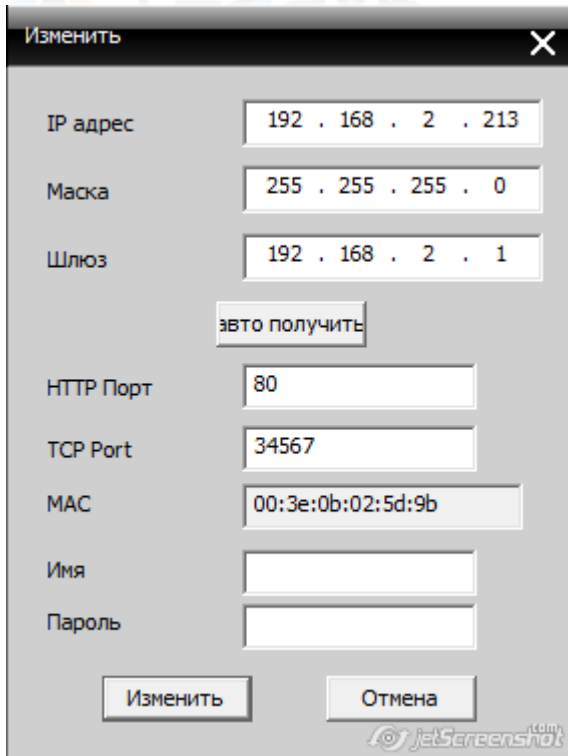 Изменить
IP адрес 192 . 168 . 2 . 213
Маска 255 . 255 . 255 . 0
Шлюз 192 . 168 . 2 . 1
авто получить
HTTP Порт 80
TCP Port 34567
MAC 00:3e:0b:02:5d:9b
Имя
Пароль
Изменить Отмена
jetScreenshot.com